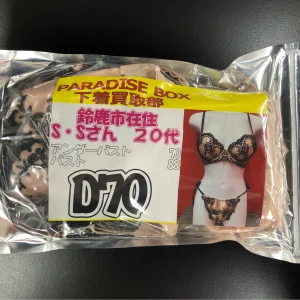 PARADISE BOX
下着買取部
鈴鹿市在住
S・Sさん 20代
アンダーバスト 70
バスト
D70